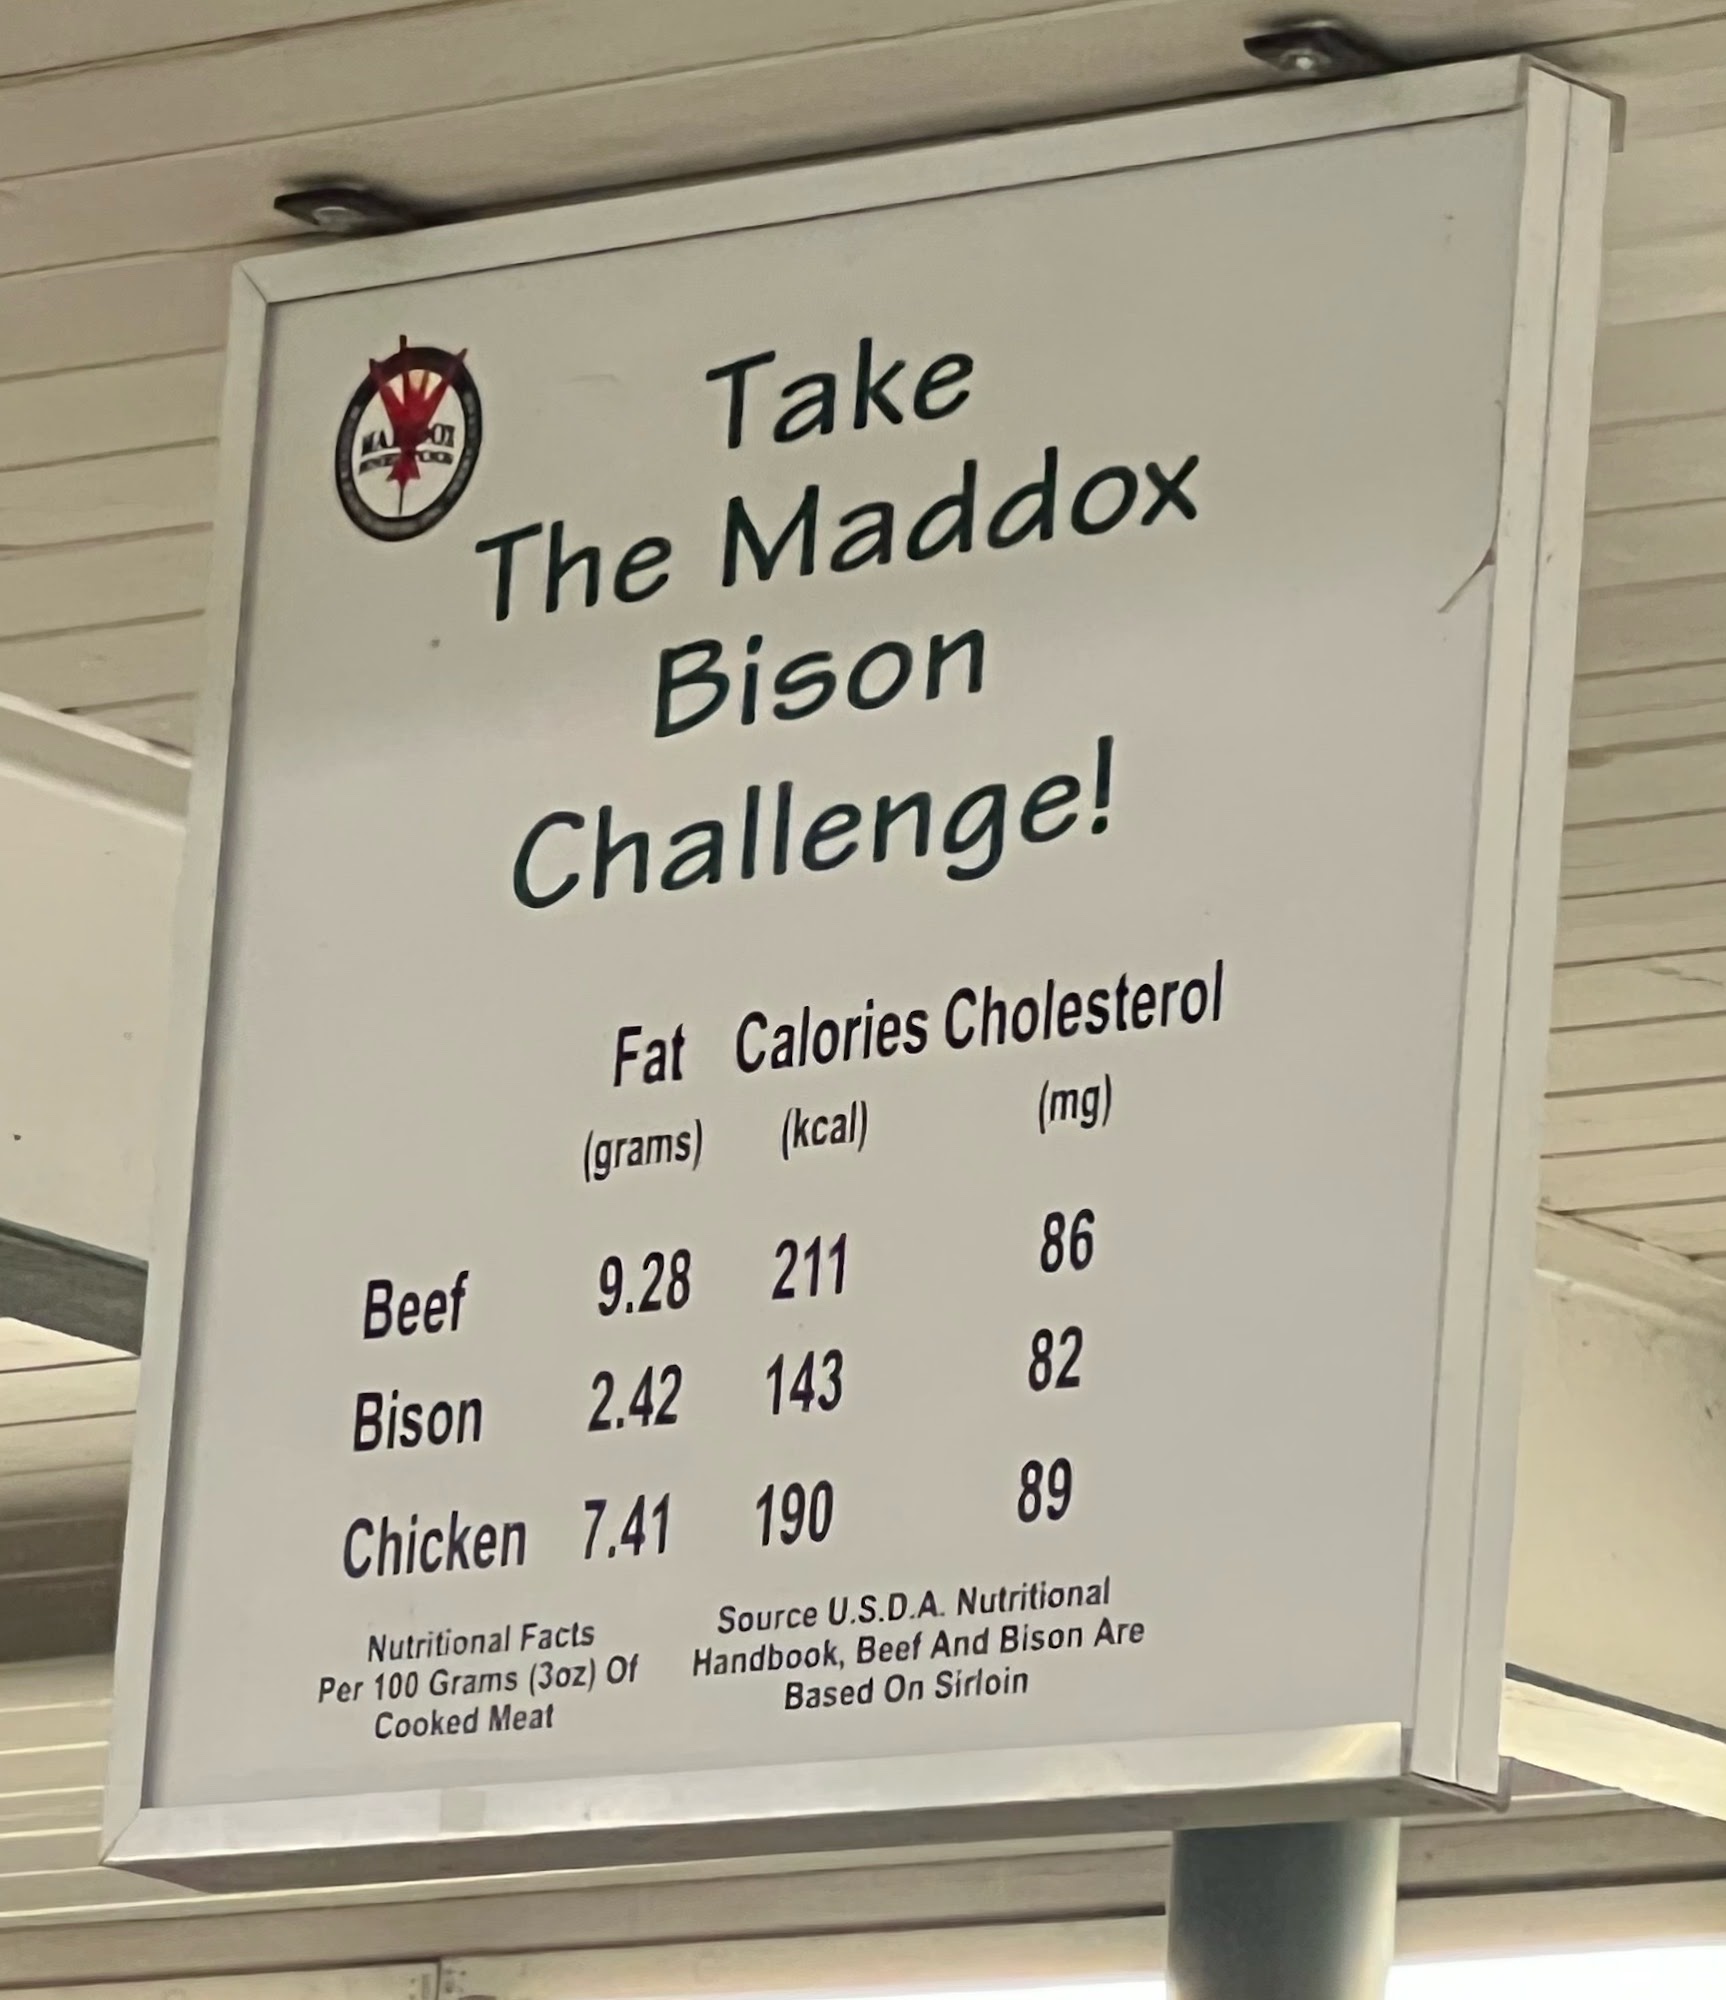 Take
The Maddox
Bison
Challenge!
Fat Calories Cholesterol
(grams) (kcal) (mg)
Beef 9.28 211 86
Bison 2.42 143 82
Chicken 7.41 190 89
Nutritional Facts
Per 100 Grams (3oz) Of
Cooked Meat
Source U.S.D.A. Nutritional
Handbook, Beef And Bison Are
Based On Sirloin